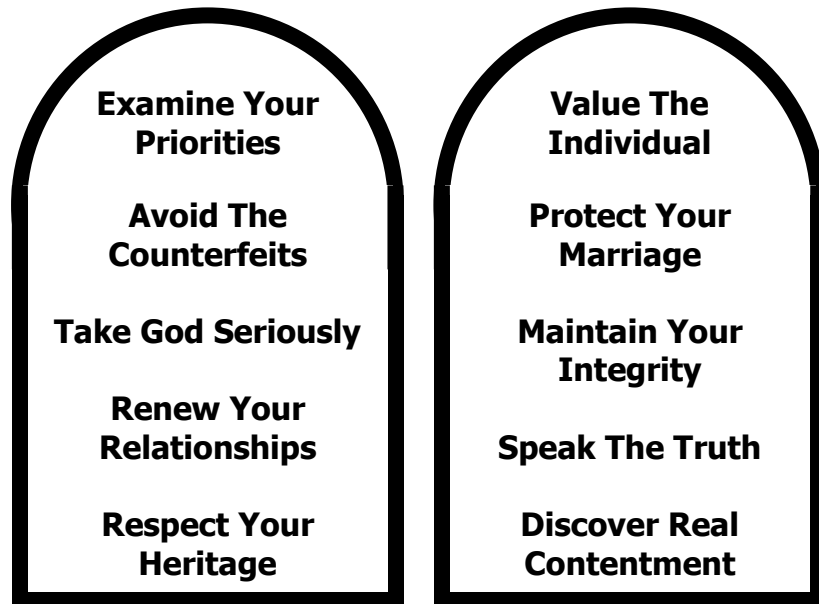 Examine Your
Priorities
Avoid The
Counterfeits
Take God Seriously
Renew Your
Relationships
Respect Your
Heritage
Value The
Individual
Protect Your
Marriage
Maintain Your
Integrity
Speak The Truth
Discover Real
Contentment